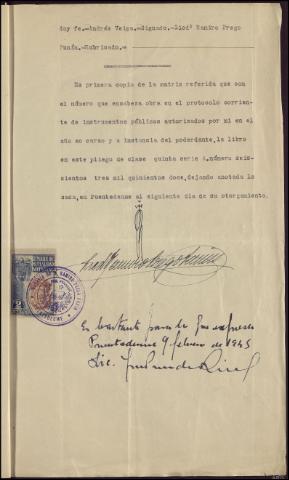 doy fe.-Andrés Veiga.-Signado.-Licdº Ramiro Prego
Punín.-Rubricado.-
Es primera copia de la matriz referida que con
el número que encabeza obra en el protocolo corrien-
te de instrumentos públicos autorizados por mi en el
año en curso y a instancia del poderdante, la libro
en este pliego de clase quinta serie A, número seis-
cientos tres mil quinientos doce, dejando anotada la
saca, en Puentedeume al siguiente dia de su otorgamiento.
Es bastante para lo que expresa
Puentedeume 9 febrero de 1945
Lic.